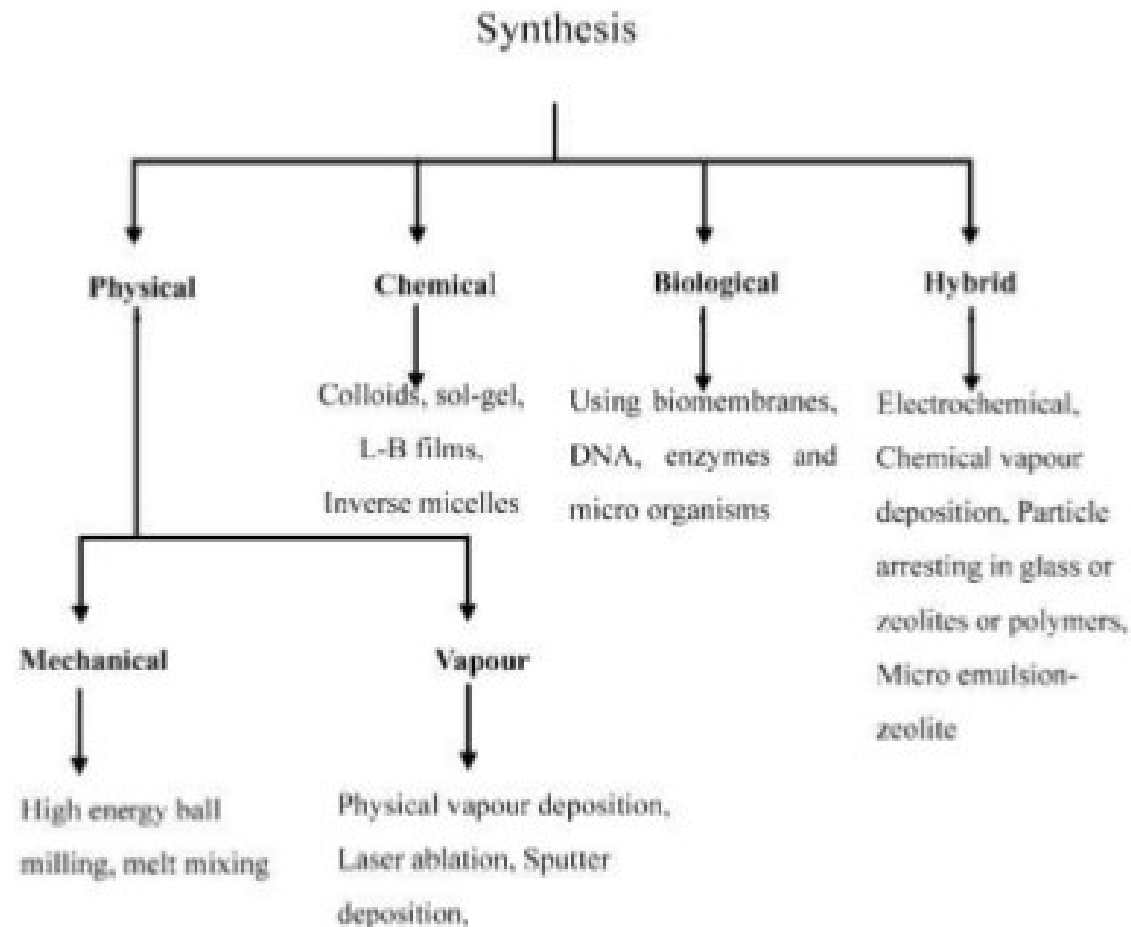 Synthesis
Physical
Chemical
Biological
Hybrid
Colloids, sol-gel,
L-B films,
Inverse micelles
Using biomembranes,
DNA, enzymes and
micro organisms
Electrochemical,
Chemical vapour
deposition, Particle
arresting in glass or
zeolites or polymers,
Micro emulsion-
zeolite
Mechanical
Vapour
High energy ball
milling, melt mixing
Physical vapour deposition,
Laser ablation, Sputter
deposition,